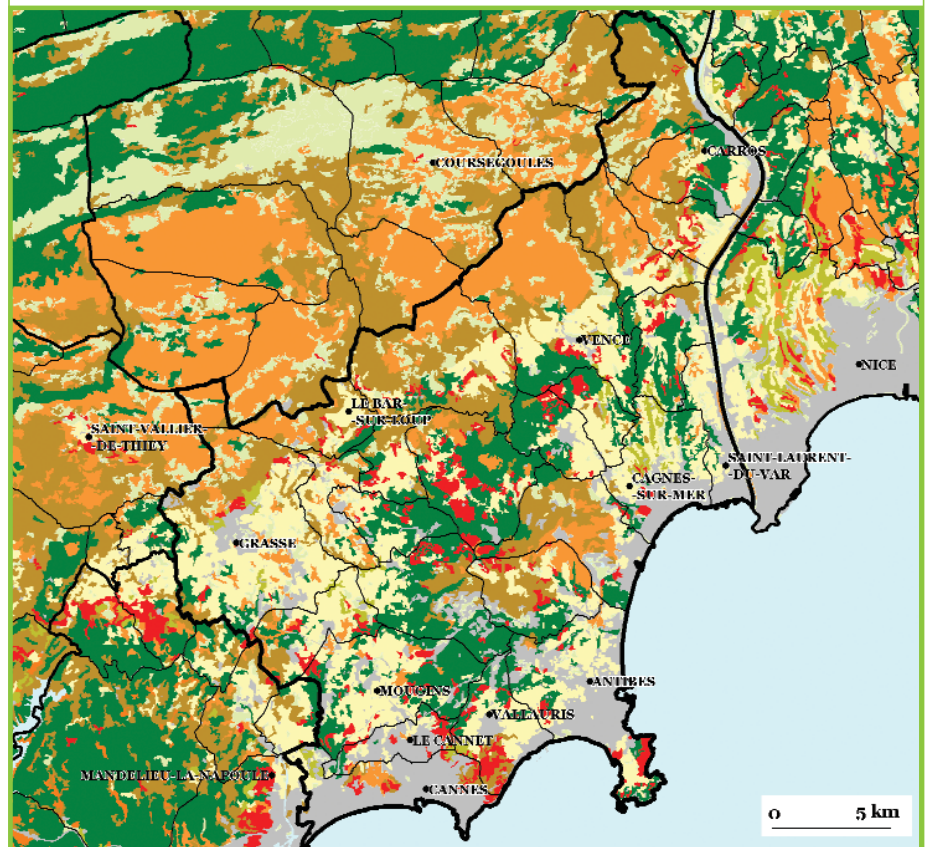 COURSEGOULES
CARROS
VENCE
NICE
LE BAR
-SUR-LOUP
SAINT-VALLIER-
-DE-THIEY
SAINT-LAURENT-
-DU-VAR
CAGNES-
-SUR-MER
GRASSE
ANTIBES
MOUGINS
VALLAURIS
LE CANNET
MANDELIEU-LA-NAPOULE
CANNES
0 5 km